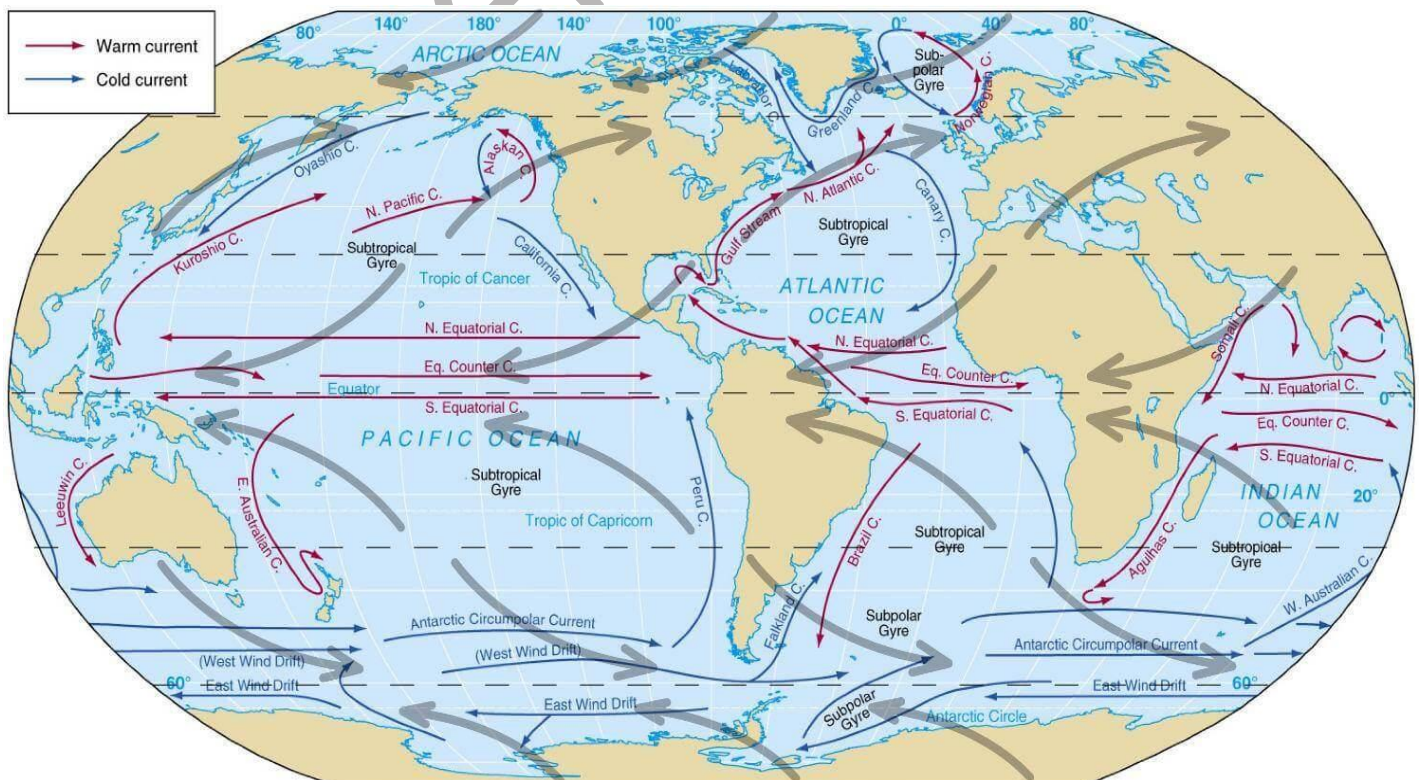 Warm current
Cold current
80°
140°
180°
140°
100°
0°
40°
80°
ARCTIC OCEAN
Sub-
polar
Gyre
Labrador C.
Greenland C.
Norwegian C.
Oyashio C.
Alaskan C.
N. Pacific C.
N. Atlantic C.
Canary C.
Kuroshio C.
Subtropical
Gyre
California C.
Gulf Stream
Subtropical
Gyre
Tropic of Cancer
ATLANTIC
OCEAN
Somali C.
N. Equatorial C.
N. Equatorial C.
Eq. Counter C.
Eq. Counter C.
N. Equatorial C.
Equator
0°
S. Equatorial C.
S. Equatorial C.
Eq. Counter C.
PACIFIC OCEAN
S. Equatorial C.
Leeuwin C.
E. Australian C.
Subtropical
Gyre
Peru C.
20°
INDIAN
OCEAN
Tropic of Capricorn
Brazil C.
Subtropical
Gyre
Agulhas C.
Subtropical
Gyre
W. Australian C.
Falkland C.
Subpolar
Gyre
Antarctic Circumpolar Current
Antarctic Circumpolar Current
(West Wind Drift)
(West Wind Drift)
60°
East Wind Drift
East Wind Drift
60°
East Wind Drift
Subpolar
Gyre
Antarctic Circle